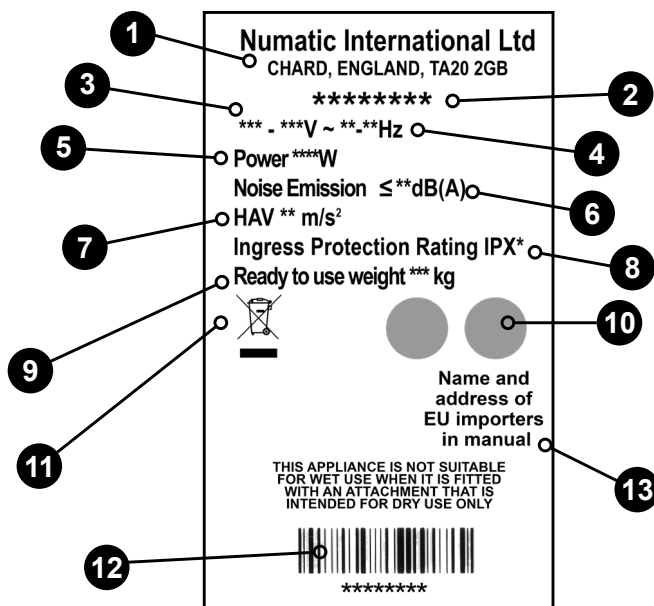 1
Numatic International Ltd
CHARD, ENGLAND, TA20 2GB
3
******** 2
*** - ***V ~ **-**Hz
5
4
Power ****W
Noise Emission ≤ **dB(A)
6
7
HAV ** m/s²
Ingress Protection Rating IPX*
8
Ready to use weight *** kg
10
9
Name and
address of
EU importers
in manual
11
13
THIS APPLIANCE IS NOT SUITABLE
FOR WET USE WHEN IT IS FITTED
WITH AN ATTACHMENT THAT IS
INTENDED FOR DRY USE ONLY
12
********